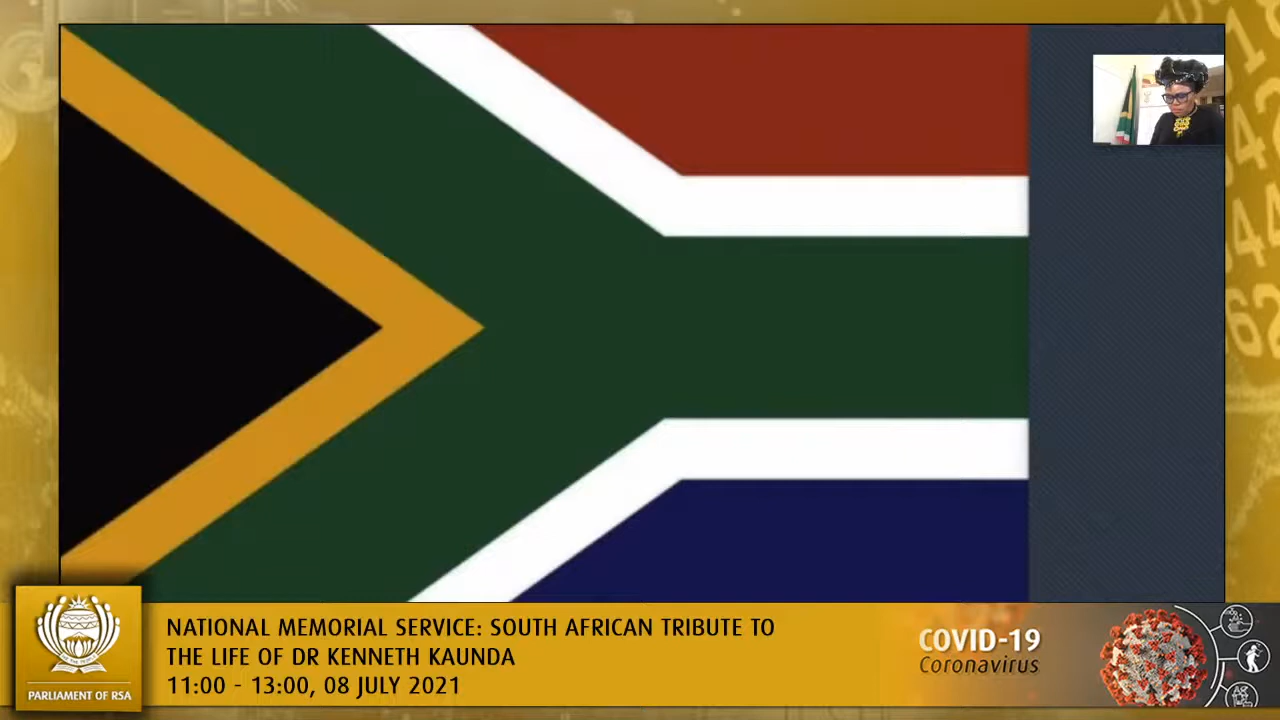 NATIONAL MEMORIAL SERVICE: SOUTH AFRICAN TRIBUTE TO
THE LIFE OF DR KENNETH KAUNDA
11:00 - 13:00, 08 JULY 2021
PARLIAMENT OF RSA
COVID-19
Coronavirus